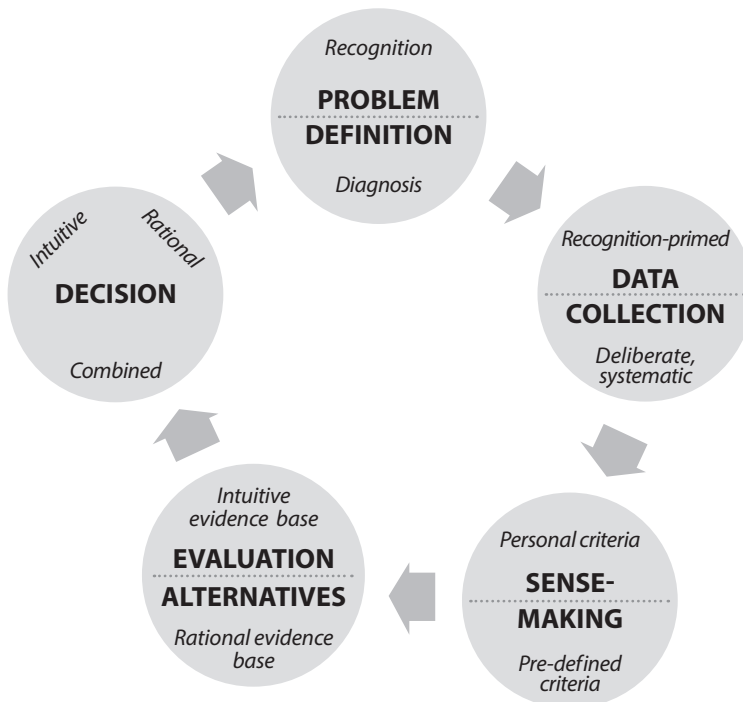 Recognition
PROBLEM
DEFINITION
Diagnosis
Recognition-primed
DATA
COLLECTION
Deliberate,
systematic
Personal criteria
SENSE-
MAKING
Pre-defined
criteria
Intuitive
evidence base
EVALUATION
ALTERNATIVES
Rational evidence
base
Intuitive
Rational
DECISION
Combined